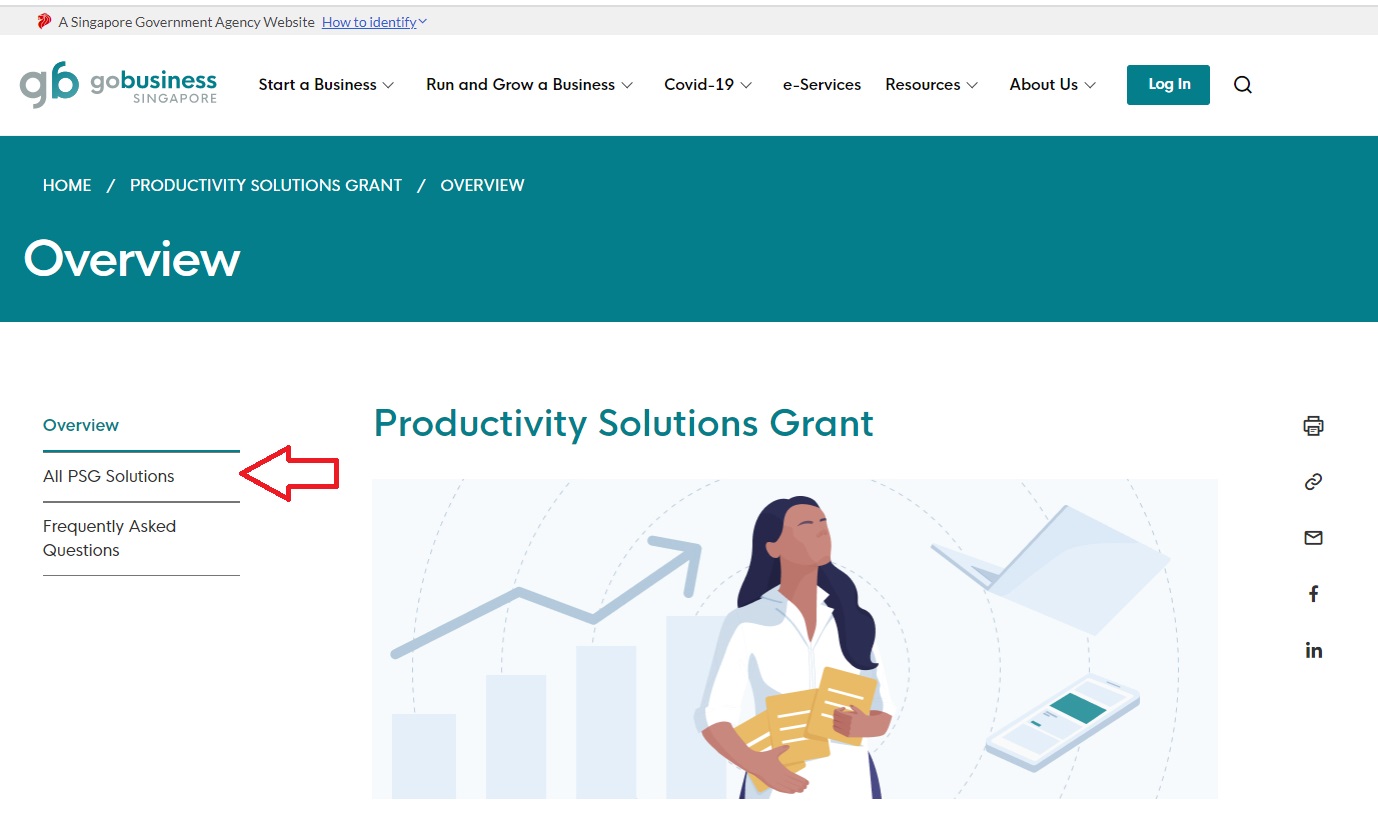 A Singapore Government Agency Website How to identify
gobusiness
SINGAPORE
Start a Business Run and Grow a Business Covid-19 e-Services Resources About Us Log In
HOME / PRODUCTIVITY SOLUTIONS GRANT / OVERVIEW
Overview
Overview
All PSG Solutions
Frequently Asked
Questions
Productivity Solutions Grant